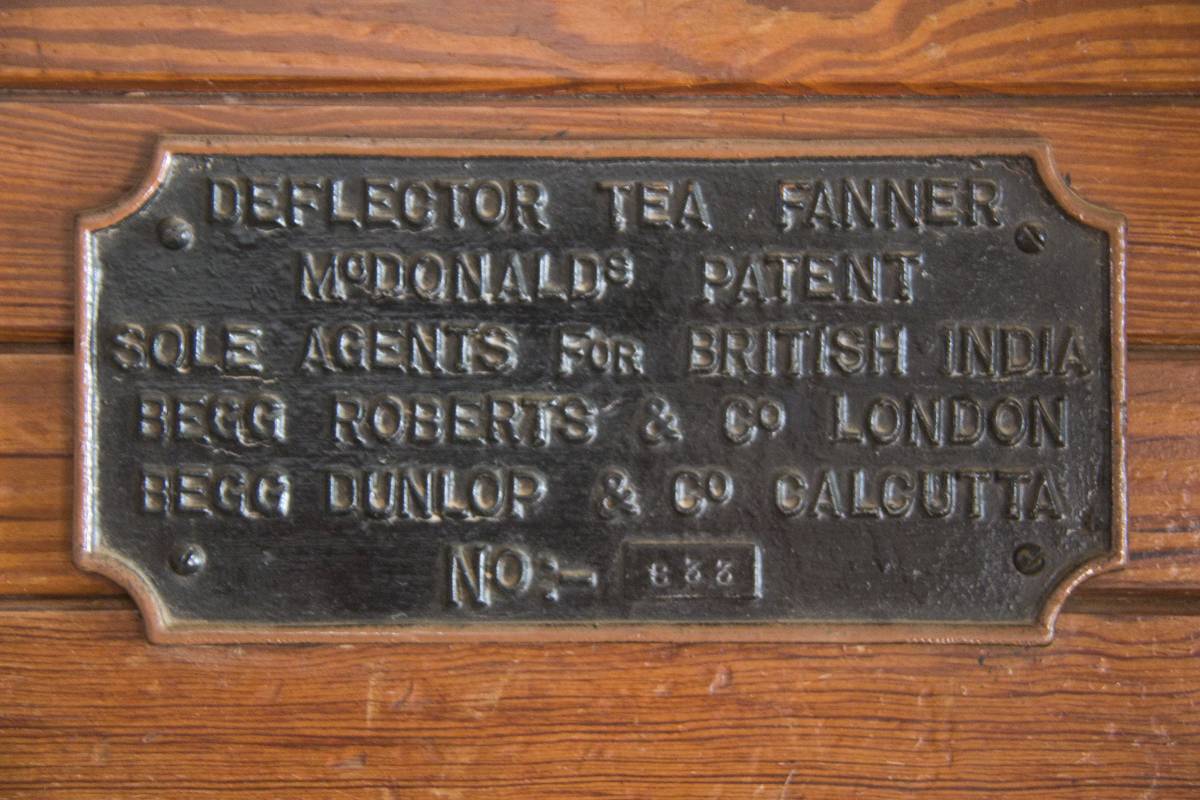 DEFLECTOR TEA FANNER
McDONALDs PATENT
SOLE AGENTS FOR BRITISH INDIA
BEGG ROBERTS & Co LONDON
BEGG DUNLOP & Co CALCUTTA
No:-